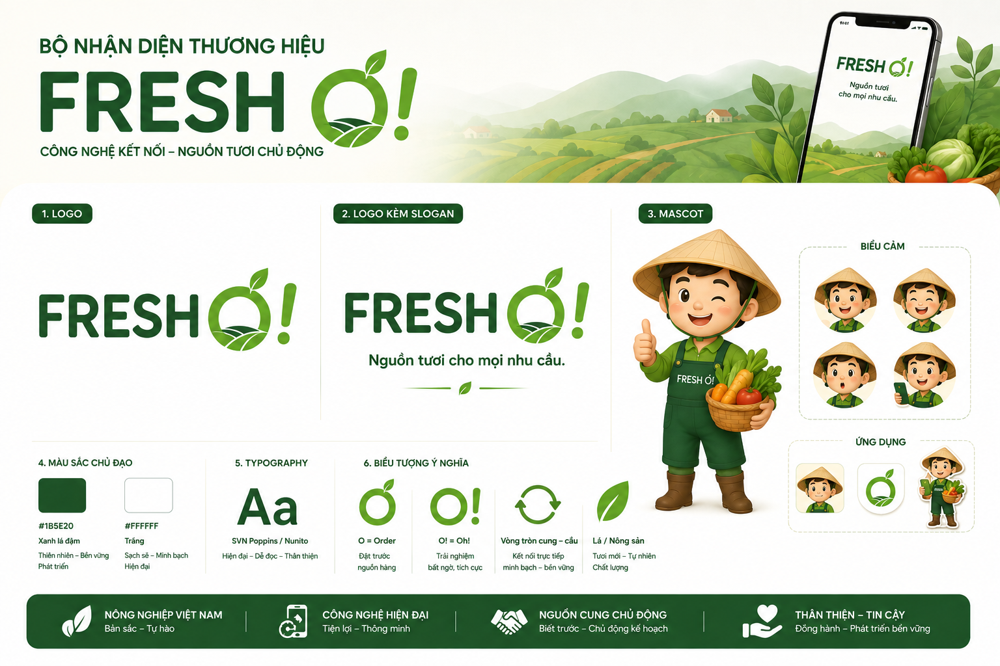 BỘ NHẬN DIỆN THƯƠNG HIỆU
FRESH O!
CÔNG NGHỆ KẾT NỐI – NGUỒN TƯƠI CHỦ ĐỘNG
FRESH O!
Nguồn tươi
cho mọi nhu cầu.
1. LOGO
FRESH O!
2. LOGO KÈM SLOGAN
FRESH O!
Nguồn tươi cho mọi nhu cầu.
3. MASCOT
FRESH Ó!
BIỂU CẢM
ỨNG DỤNG
4. MÀU SẮC CHỦ ĐẠO
#1B5E20
Xanh lá đậm
Thiên nhiên – Bền vững
Phát triển
#FFFFFF
Trắng
Sạch sẽ – Minh bạch
Hiện đại
5. TYPOGRAPHY
Aa
SVN Poppins / Nunito
Hiện đại – Dễ đọc – Thân thiện
6. BIỂU TƯỢNG Ý NGHĨA
O = Order
Đặt trước
nguồn hàng
O!
O! = Oh!
Trải nghiệm
bất ngờ, tích cực
Vòng tròn cung – cầu
Kết nối trực tiếp
minh bạch – bền vững
Lá / Nông sản
Tươi mới – Tự nhiên
Chất lượng
NÔNG NGHIỆP VIỆT NAM
Bản sắc – Tự hào
CÔNG NGHỆ HIỆN ĐẠI
Tiện lợi – Thông minh
NGUỒN CUNG CHỦ ĐỘNG
Biết trước – Chủ động kế hoạch
THÂN THIỆN – TIN CẬY
Đồng hành – Phát triển bền vững